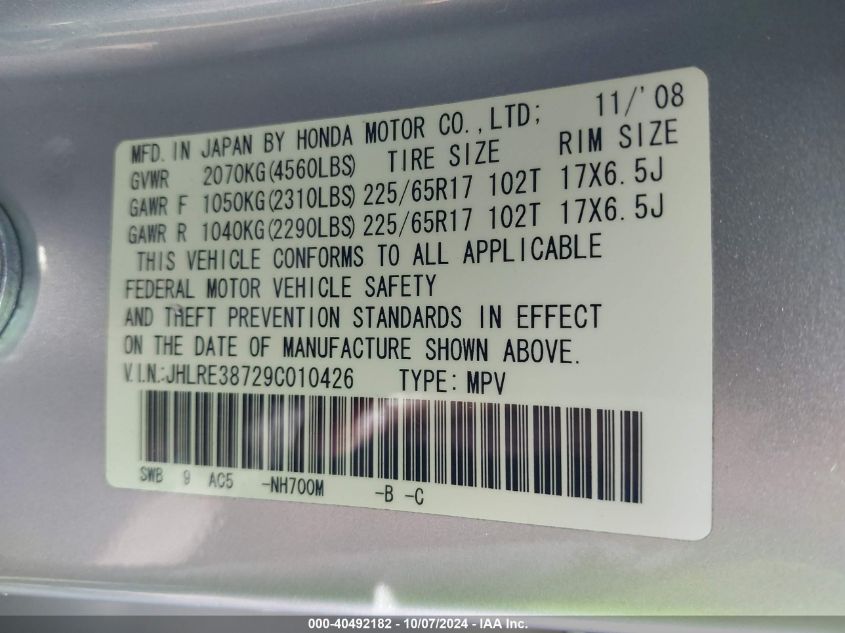 MFD. IN JAPAN BY HONDA MOTOR CO., LTD; 11/'08
GVWR 2070KG(4560LBS) TIRE SIZE RIM SIZE
GAWR F 1050KG(2310LBS) 225/65R17 102T 17X6.5J
GAWR R 1040KG(2290LBS) 225/65R17 102T 17X6.5J
THIS VEHICLE CONFORMS TO ALL APPLICABLE
FEDERAL MOTOR VEHICLE SAFETY
AND THEFT PREVENTION STANDARDS IN EFFECT
ON THE DATE OF MANUFACTURE SHOWN ABOVE.
V.I.N.:JHLRE38729C010426 TYPE: MPV
SWB 9 AC5 -NH700M -B -C
000-40492182 - 10/07/2024 - IAA Inc.